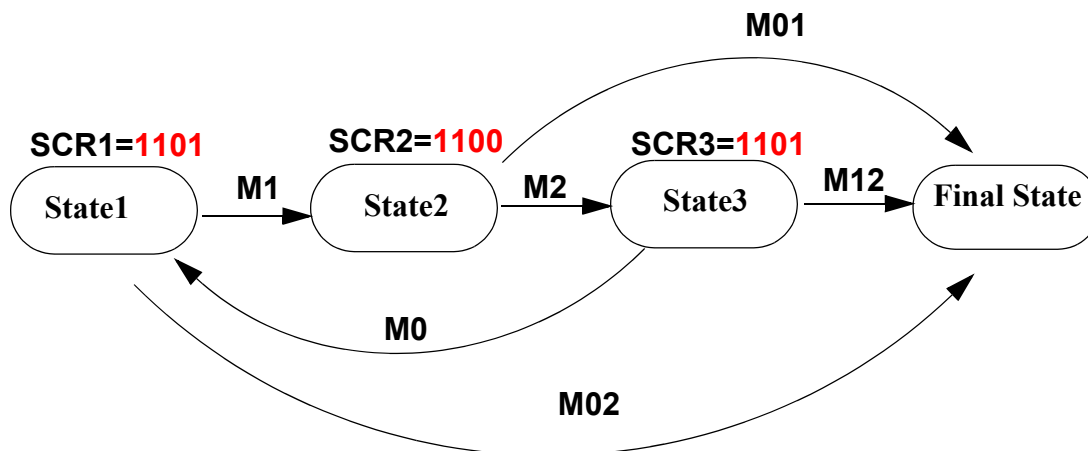 M01
SCR1=1101
SCR2=1100
SCR3=1101
State1
M1
State2
M2
State3
M12
Final State
M0
M02